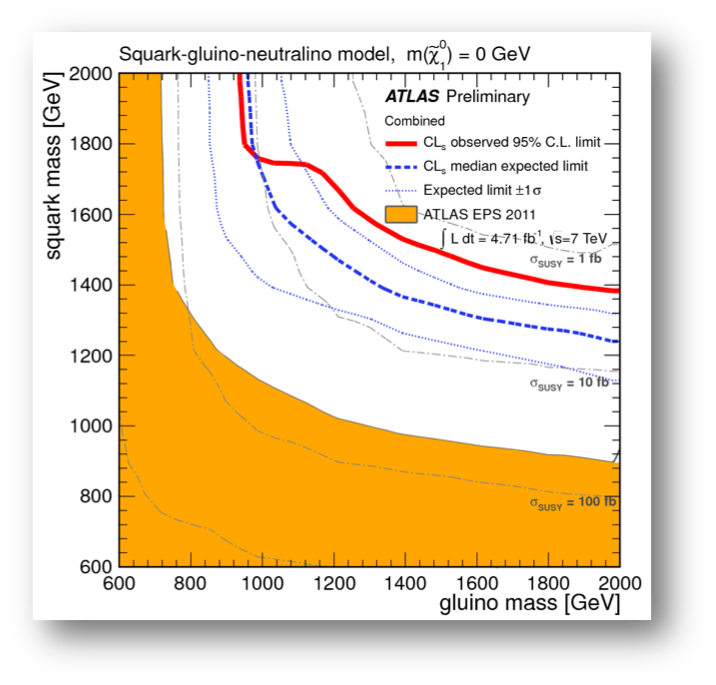 Squark-gluino-neutralino model, m(χ̃⁰₁) = 0 GeV
squark mass [GeV]
2000
1800
1600
1400
1200
1000
800
600
ATLAS Preliminary
Combined
CLₛ observed 95% C.L. limit
CLₛ median expected limit
Expected limit ±1σ
ATLAS EPS 2011
∫ L dt = 4.71 fb⁻¹, √s=7 TeV
σSUSY = 1 fb
σSUSY = 10 fb
σSUSY = 100 fb
600 800 1000 1200 1400 1600 1800 2000
gluino mass [GeV]